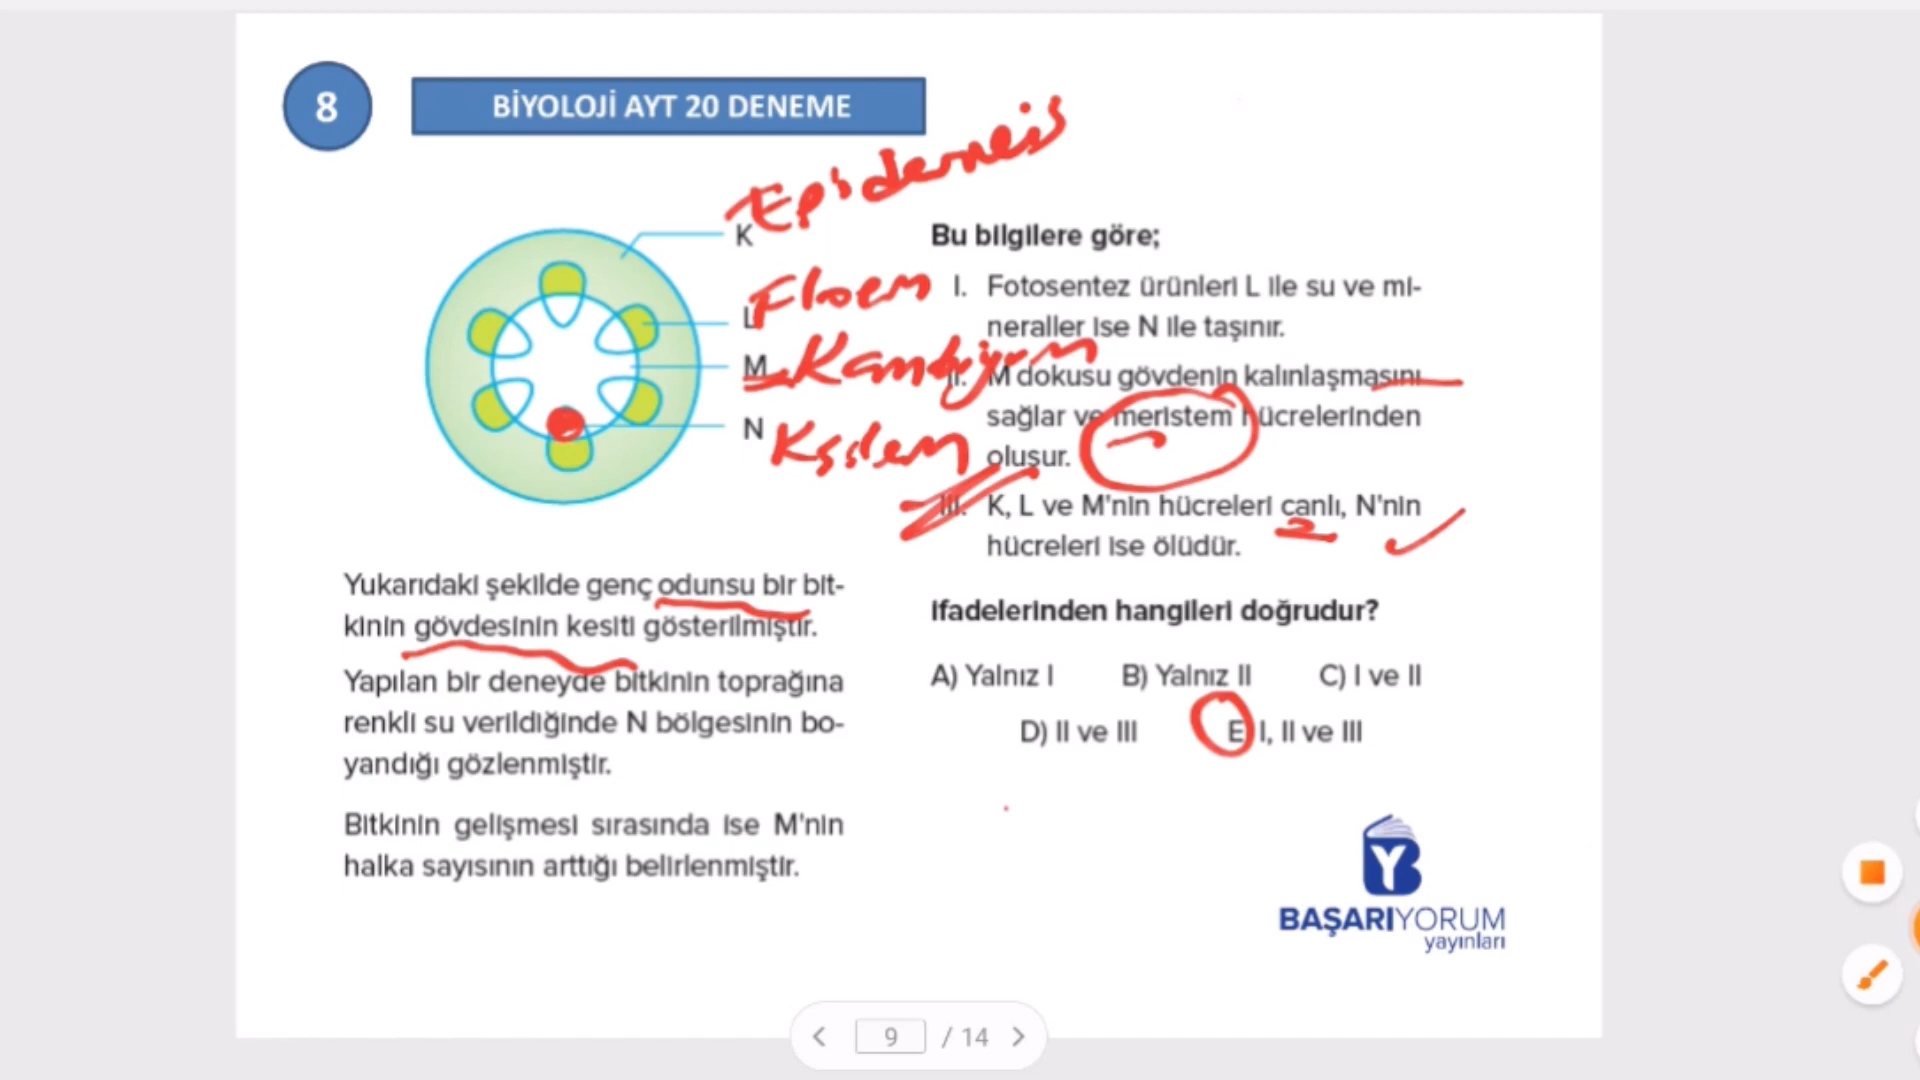 8
BİYOLOJİ AYT 20 DENEME
Epidermeis
K
Floem
L
Kambiyum
M
N
Ksilem
Yukarıdaki şekilde genç odunsu bir bit-
kinin gövdesinin kesiti gösterilmiştir.
Yapılan bir deneyde bitkinin toprağına
renkli su verildiğinde N bölgesinin bo-
yandığı gözlenmiştir.
Bitkinin gelişmesi sırasında ise M'nin
halka sayısının arttığı belirlenmiştir.
Bu bilgilere göre;
I. Fotosentez ürünleri L ile su ve mi-
neraller ise N ile taşınır.
II. M dokusu gövdenin kalınlaşmasını
sağlar ve meristem hücrelerinden
oluşur.
III. K, L ve M'nin hücreleri canlı, N'nin
hücreleri ise ölüdür.
ifadelerinden hangileri doğrudur?
A) Yalnız I B) Yalnız II C) I ve II
D) II ve III E) I, II ve III
BAŞARIYORUM
yayınları
9 / 14